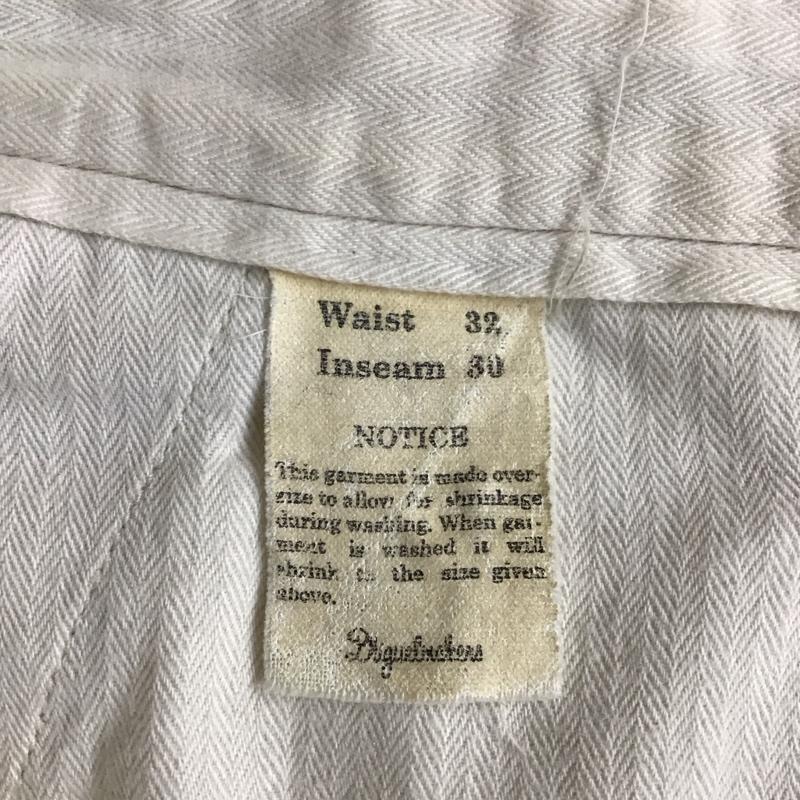 Waist 32
Inseam 30
NOTICE
This garment is made over-
size to allow for shrinkage
during washing. When gar-
ment is washed it will
shrink to the size given
above.